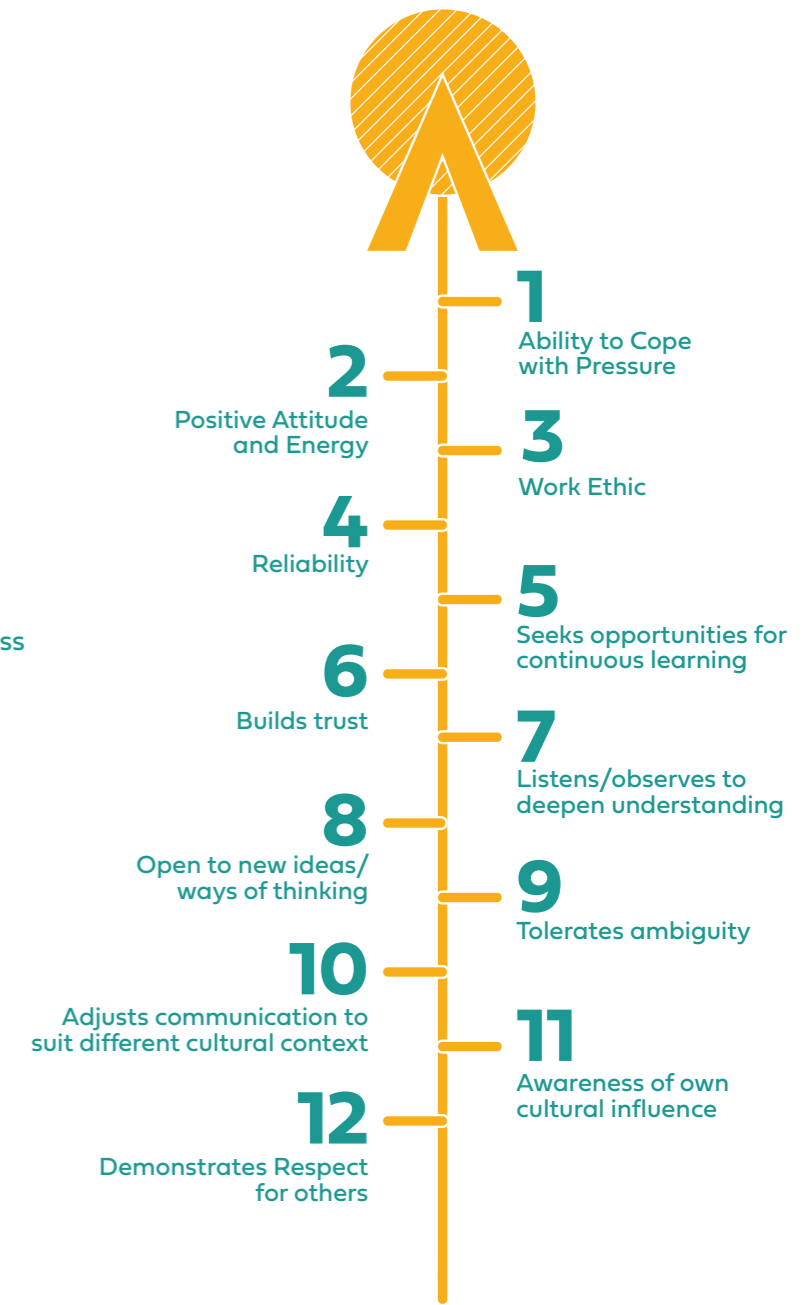 1
Ability to Cope
with Pressure
2
Positive Attitude
and Energy
3
Work Ethic
4
Reliability
5
Seeks opportunities for
continuous learning
ss
6
Builds trust
7
Listens/observes to
deepen understanding
8
Open to new ideas/
ways of thinking
9
Tolerates ambiguity
10
Adjusts communication to
suit different cultural context
11
Awareness of own
cultural influence
12
Demonstrates Respect
for others